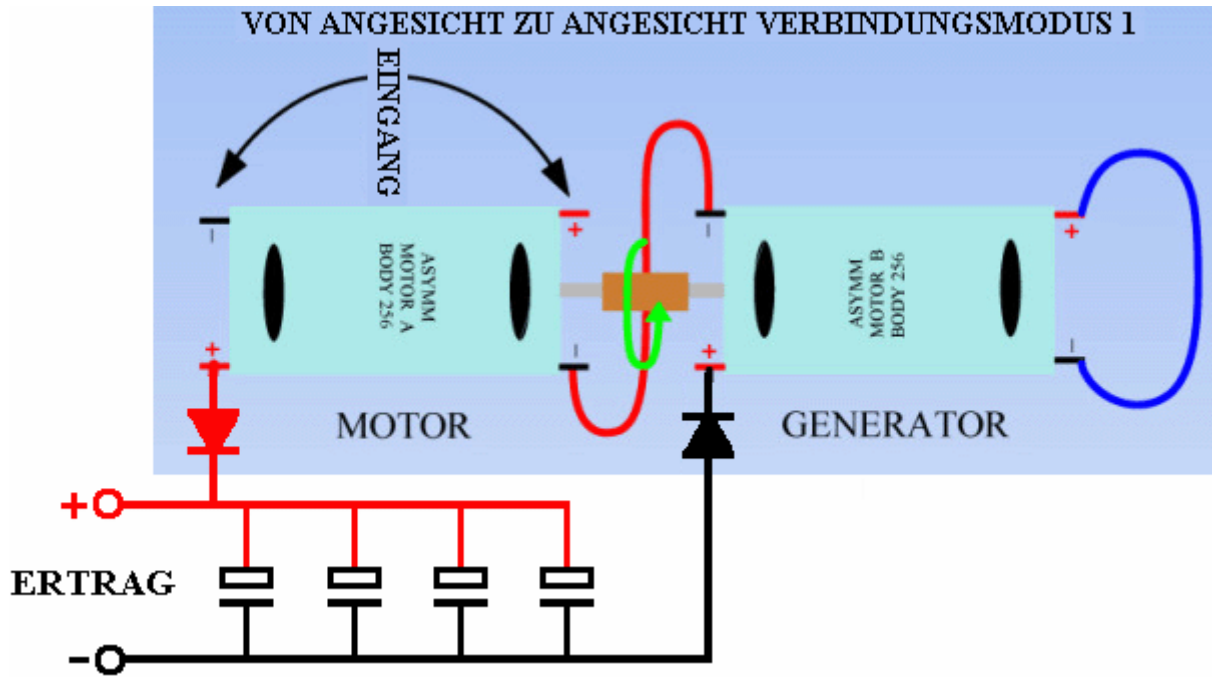 VON ANGESICHT ZU ANGESICHT VERBINDUNGSMODUS 1
EINGANG
−
+
+
−
ASYMM
MOTOR A
BODY 256
−
+
+
−
ASYMM
MOTOR B
BODY 256
MOTOR
GENERATOR
+
ERTRAG
-